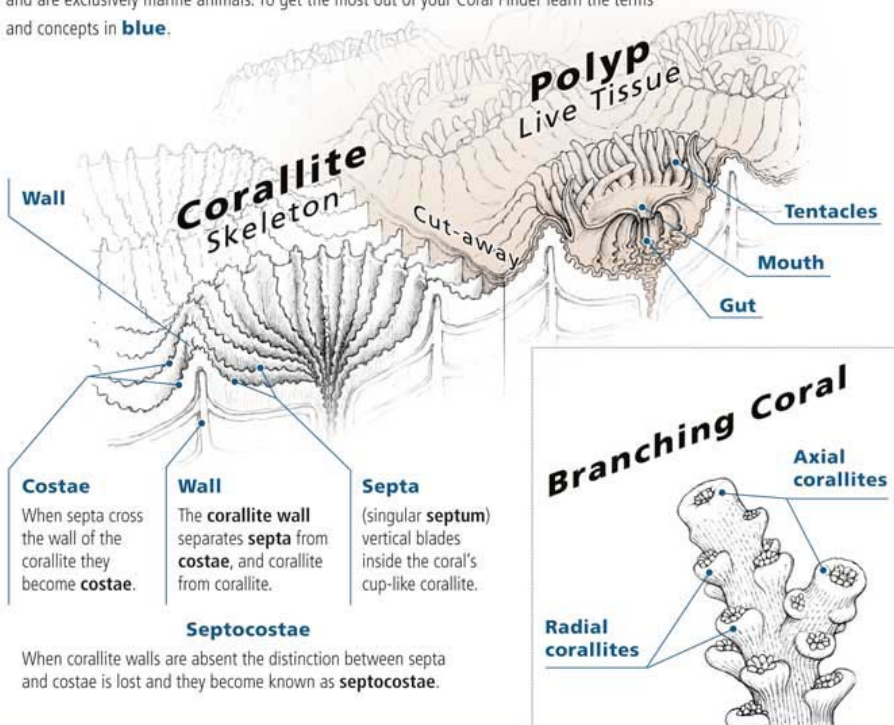 and are exclusively marine animals. To get the most out of your Coral Finder learn the terms
and concepts in blue.
Polyp
Live Tissue
Corallite
Skeleton
Cut-away
Wall
Tentacles
Mouth
Gut
Costae
When septa cross
the wall of the
corallite they
become costae.
Wall
The corallite wall
separates septa from
costae, and corallite
from corallite.
Septa
(singular septum)
vertical blades
inside the coral's
cup-like corallite.
Septocostae
When corallite walls are absent the distinction between septa
and costae is lost and they become known as septocostae.
Branching Coral
Axial
corallites
Radial
corallites